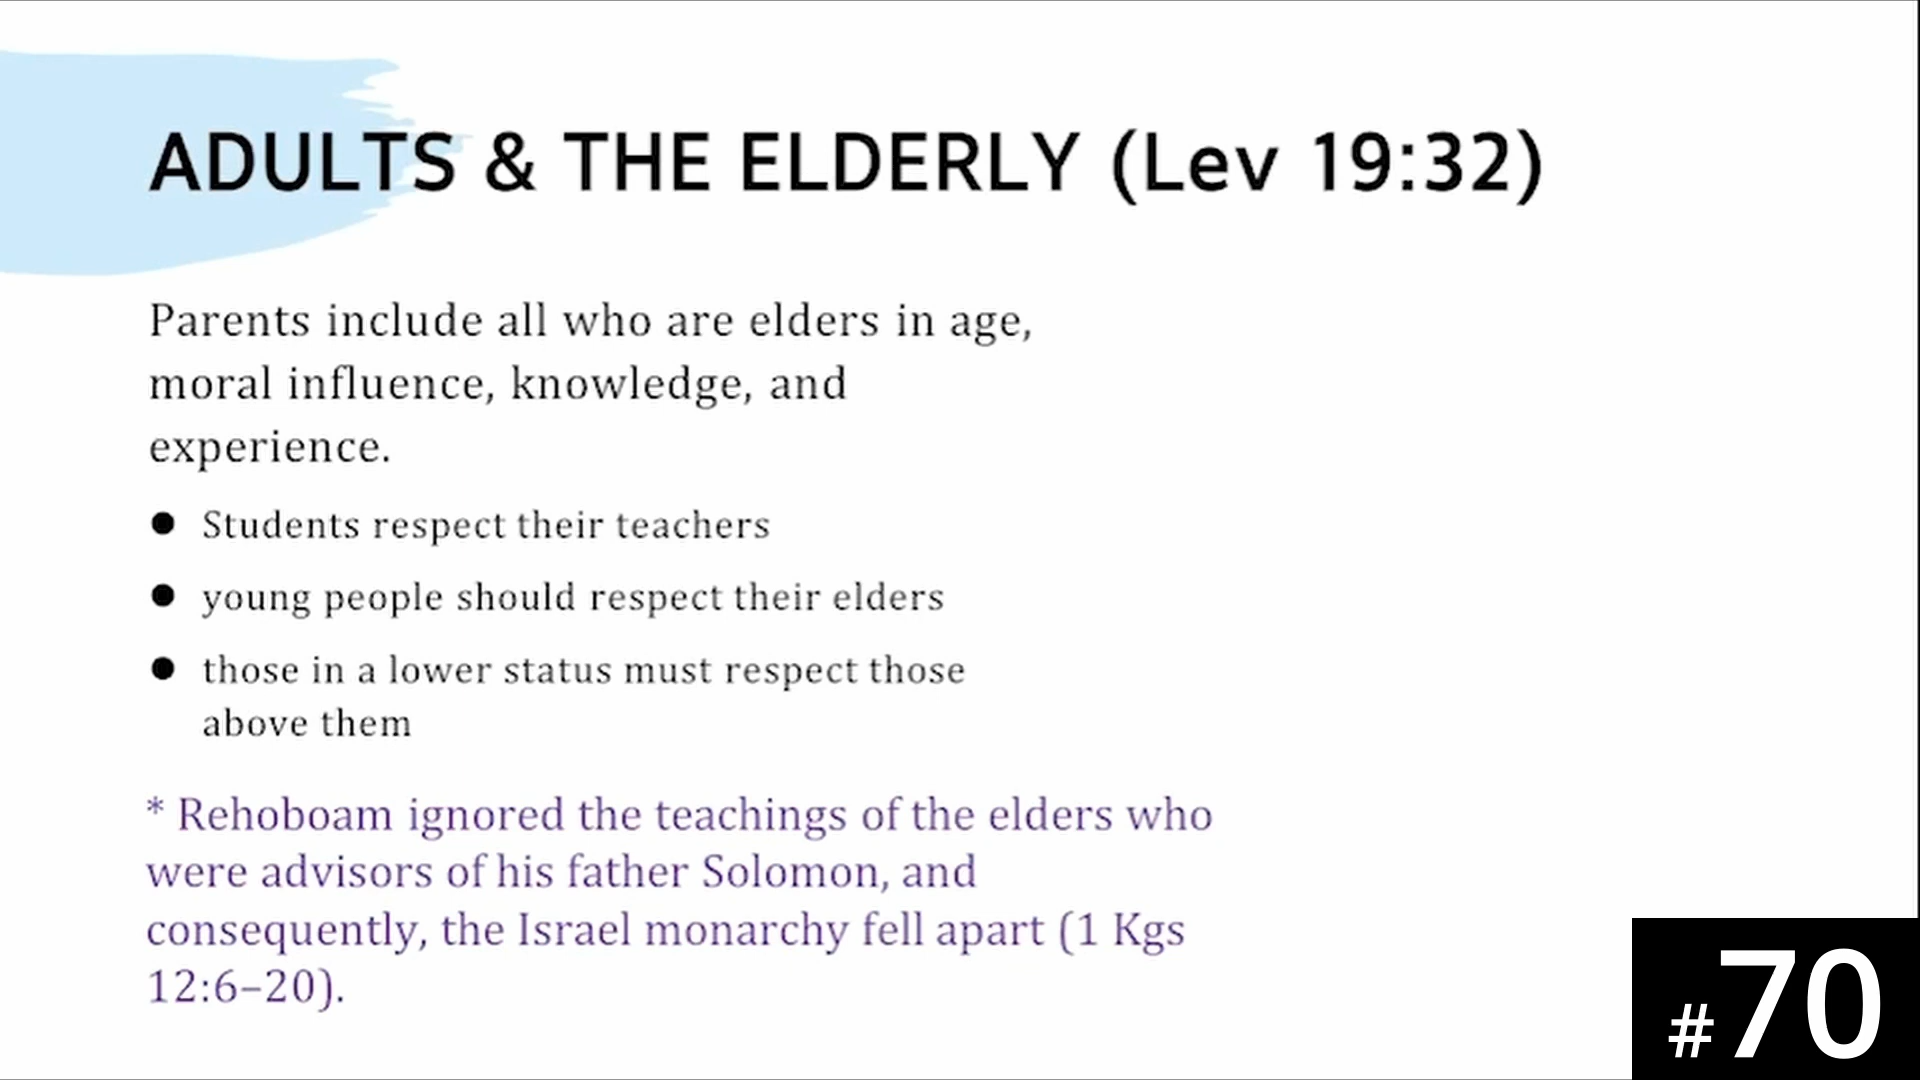 ADULTS & THE ELDERLY (Lev 19:32)
Parents include all who are elders in age,
moral influence, knowledge, and
experience.
● Students respect their teachers
● young people should respect their elders
● those in a lower status must respect those
above them
* Rehoboam ignored the teachings of the elders who
were advisors of his father Solomon, and
consequently, the Israel monarchy fell apart (1 Kgs
12:6–20).
#70